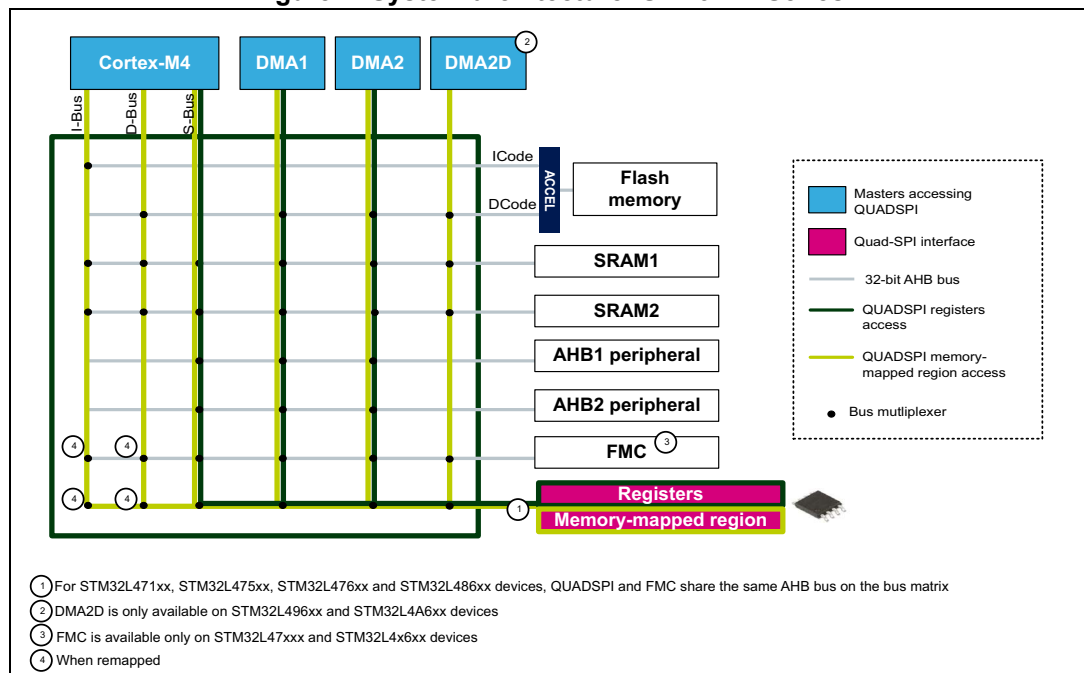 Cortex-M4
DMA1
DMA2
DMA2D
2
I-Bus
D-Bus
S-Bus
ICode
DCode
ACCEL
Flash
memory
SRAM1
SRAM2
AHB1 peripheral
AHB2 peripheral
4
4
FMC
3
4
4
1
Registers
Memory-mapped region
Masters accessing
QUADSPI
Quad-SPI interface
32-bit AHB bus
QUADSPI registers
access
QUADSPI memory-
mapped region access
Bus mutliplexer
1 For STM32L471xx, STM32L475xx, STM32L476xx and STM32L486xx devices, QUADSPI and FMC share the same AHB bus on the bus matrix
2 DMA2D is only available on STM32L496xx and STM32L4A6xx devices
3 FMC is available only on STM32L47xxx and STM32L4x6xx devices
4 When remapped